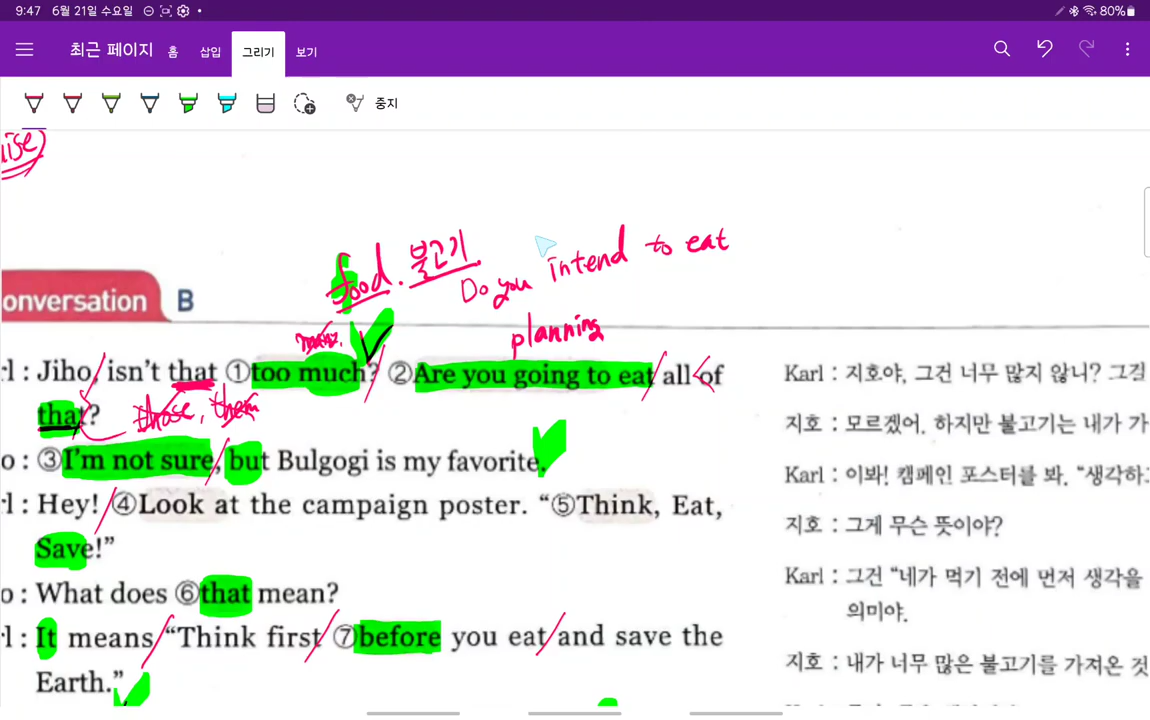 9:47 6월 21일 수요일 80%
최근 페이지 홈 삽입 그리기 보기
중지
ise)
food. 불고기
Do you intend to eat
onversation B
many. planning
rl : Jiho, isn't that ①too much? ②Are you going to eat all of
that? those, them
o : ③I'm not sure, but Bulgogi is my favorite.
rl : Hey! ④Look at the campaign poster. “⑤Think, Eat,
Save!”
o : What does ⑥that mean?
rl : It means “Think first ⑦before you eat and save the
Earth.”
Karl : 지호야, 그건 너무 많지 않니? 그걸
지호 : 모르겠어, 하지만 불고기는 내가 가
Karl : 이봐! 캠페인 포스터를 봐. “생각하
지호 : 그게 무슨 뜻이야?
Karl : 그건 “네가 먹기 전에 먼저 생각을
의미야.
지호 : 내가 너무 많은 불고기를 가져온 것